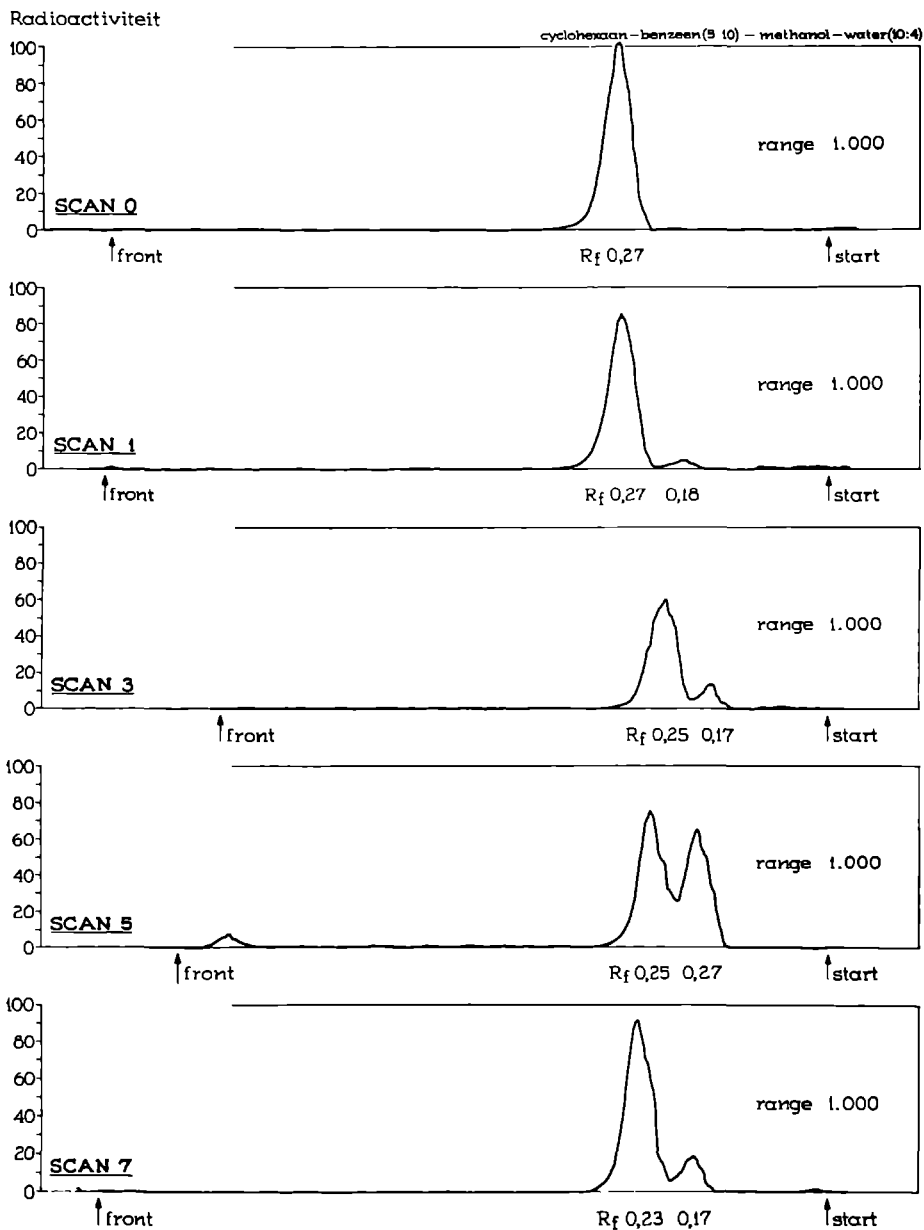 Radioactiviteit
cyclohexaan-benzeen(5 10) - methanol-water(10:4)
100
80
60
40
20
0
range 1.000
SCAN 0
↑front
Rf 0,27
↑start
100
80
60
40
20
0
range 1.000
SCAN 1
↑front
Rf 0,27 0,18
↑start
100
80
60
40
20
0
range 1.000
SCAN 3
↑front
Rf 0,25 0,17
↑start
100
80
60
40
20
0
range 1.000
SCAN 5
↑front
Rf 0,25 0,27
↑start
100
80
60
40
20
0
range 1.000
SCAN 7
↑front
Rf 0,23 0,17
↑start